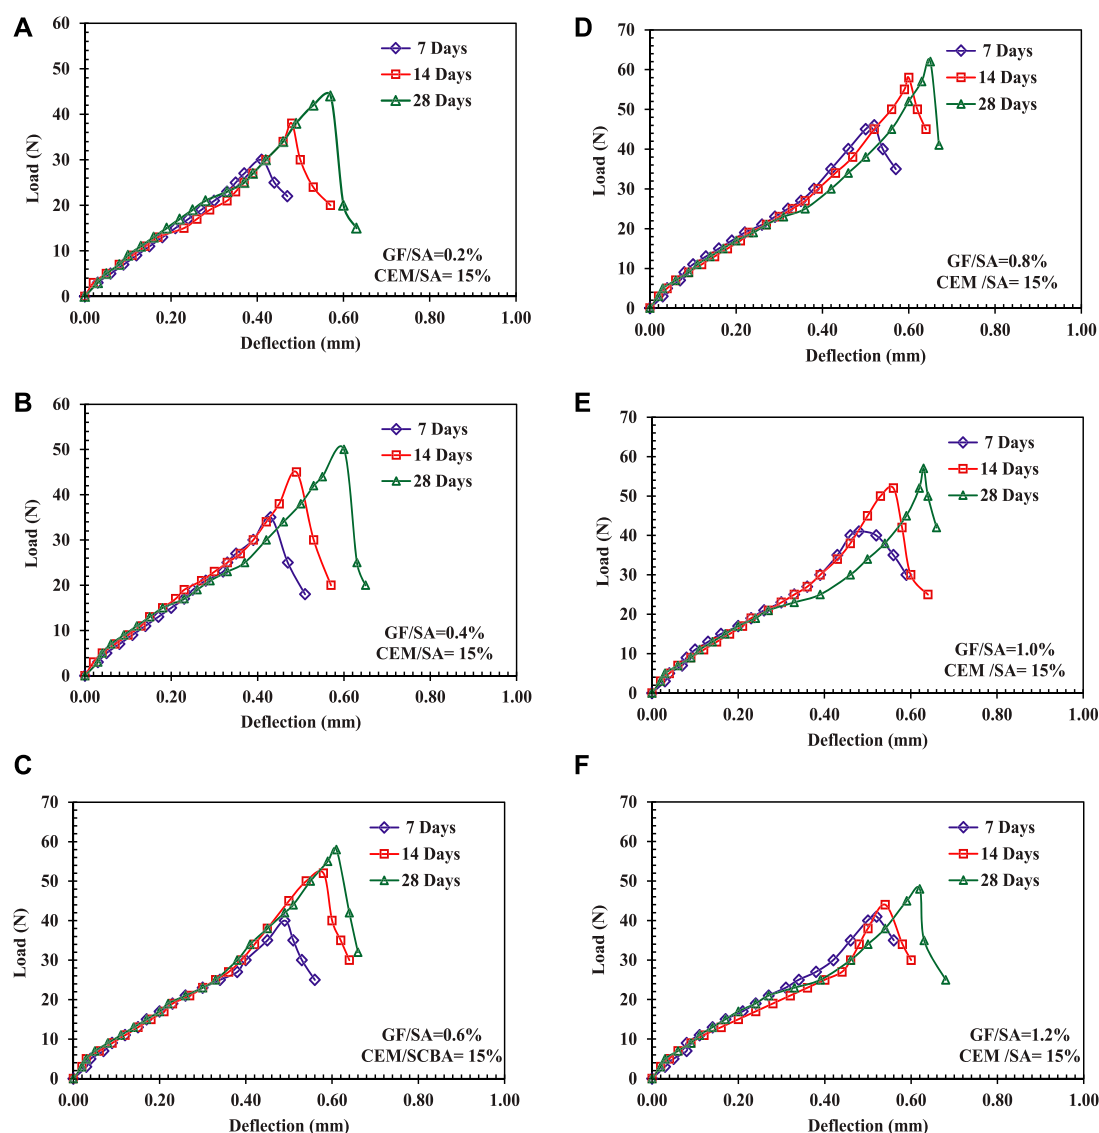 A
60
50
40
30
20
10
0
Load (N)
7 Days
14 Days
28 Days
GF/SA=0.2%
CEM/SA= 15%
0.00 0.20 0.40 0.60 0.80 1.00
Deflection (mm)
D
70
60
50
40
30
20
10
0
Load (N)
7 Days
14 Days
28 Days
GF/SA=0.8%
CEM /SA= 15%
0.00 0.20 0.40 0.60 0.80 1.00
Deflection (mm)
B
60
50
40
30
20
10
0
Load (N)
7 Days
14 Days
28 Days
GF/SA=0.4%
CEM/SA= 15%
0.00 0.20 0.40 0.60 0.80 1.00
Deflection (mm)
E
70
60
50
40
30
20
10
0
Load (N)
7 Days
14 Days
28 Days
GF/SA=1.0%
CEM /SA= 15%
0.00 0.20 0.40 0.60 0.80 1.00
Deflection (mm)
C
70
60
50
40
30
20
10
0
Load (N)
7 Days
14 Days
28 Days
GF/SA=0.6%
CEM/SCBA= 15%
0.00 0.20 0.40 0.60 0.80 1.00
Deflection (mm)
F
70
60
50
40
30
20
10
0
Load (N)
7 Days
14 Days
28 Days
GF/SA=1.2%
CEM /SA= 15%
0.00 0.20 0.40 0.60 0.80 1.00
Deflection (mm)